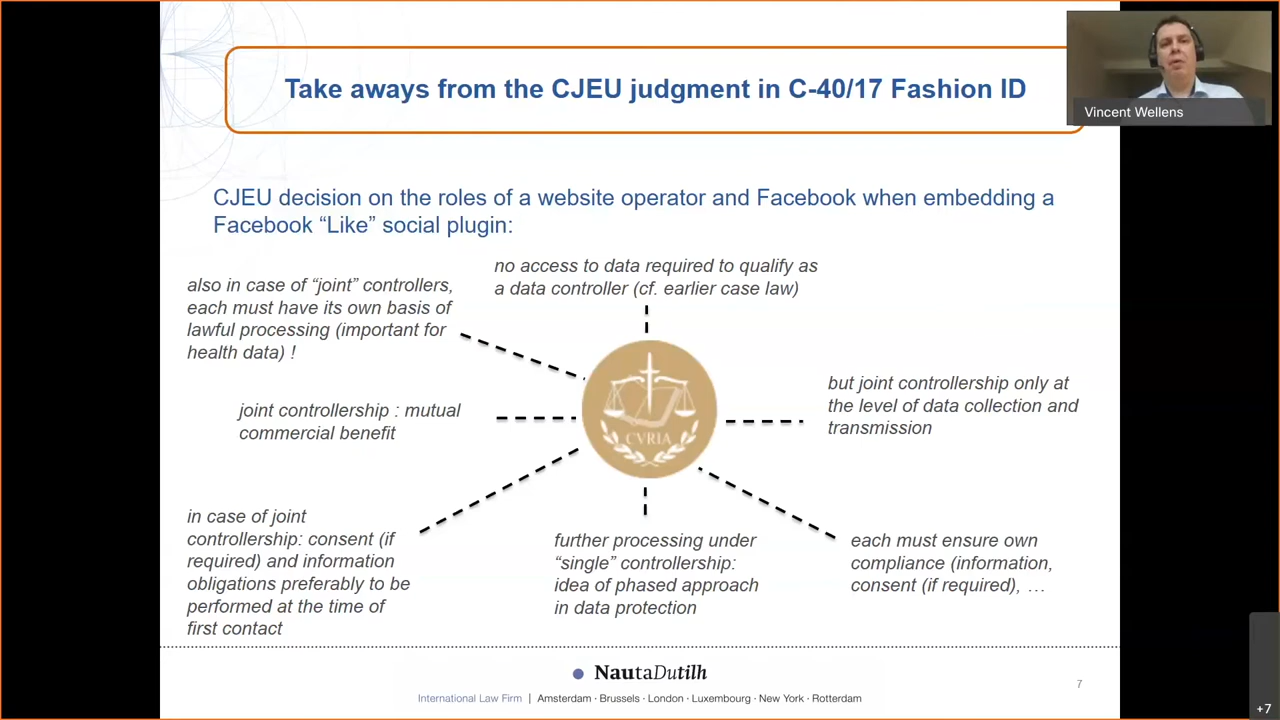 Take aways from the CJEU judgment in C-40/17 Fashion ID
Vincent Wellens
CJEU decision on the roles of a website operator and Facebook when embedding a
Facebook “Like” social plugin:
no access to data required to qualify as
a data controller (cf. earlier case law)
also in case of “joint” controllers,
each must have its own basis of
lawful processing (important for
health data) !
but joint controllership only at
the level of data collection and
transmission
joint controllership : mutual
commercial benefit
CVRIA
in case of joint
controllership: consent (if
required) and information
obligations preferably to be
performed at the time of
first contact
further processing under
“single” controllership:
idea of phased approach
in data protection
each must ensure own
compliance (information,
consent (if required), …
NautaDutilh
International Law Firm | Amsterdam · Brussels · London · Luxembourg · New York · Rotterdam
7
+7